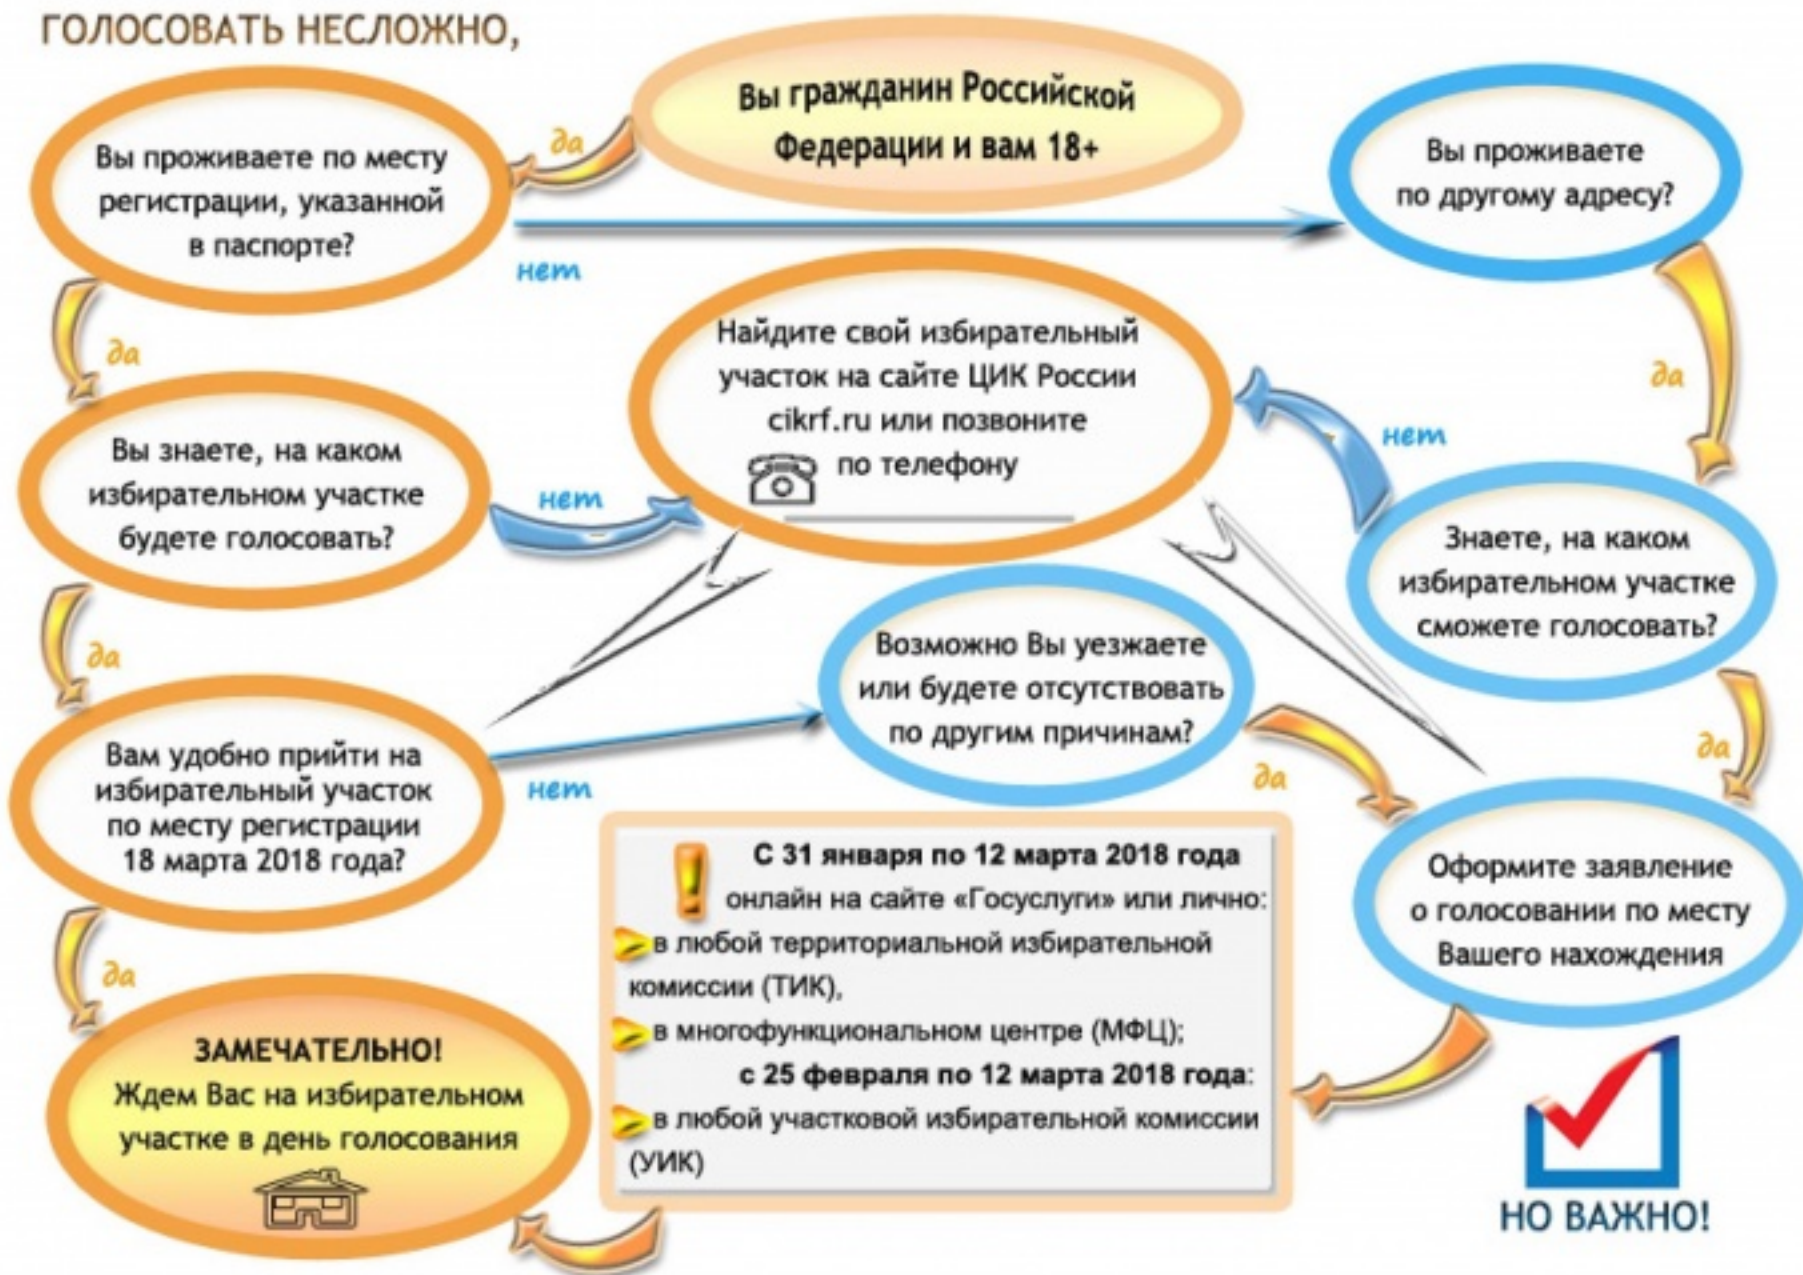 ГОЛОСОВАТЬ НЕСЛОЖНО,
Вы гражданин Российской
Федерации и вам 18+
да
Вы проживаете по месту
регистрации, указанной
в паспорте?
нет
Вы проживаете
по другому адресу?
да
да
Найдите свой избирательный
участок на сайте ЦИК России
cikrf.ru или позвоните
по телефону
Вы знаете, на каком
избирательном участке
будете голосовать?
нет
нет
Знаете, на каком
избирательном участке
сможете голосовать?
да
да
Возможно Вы уезжаете
или будете отсутствовать
по другим причинам?
да
Вам удобно прийти на
избирательный участок
по месту регистрации
18 марта 2018 года?
нет
да
Оформите заявление
о голосовании по месту
Вашего нахождения
С 31 января по 12 марта 2018 года
онлайн на сайте «Госуслуги» или лично:
в любой территориальной избирательной
комиссии (ТИК),
в многофункциональном центре (МФЦ);
с 25 февраля по 12 марта 2018 года:
в любой участковой избирательной комиссии
(УИК)
ЗАМЕЧАТЕЛЬНО!
Ждем Вас на избирательном
участке в день голосования
НО ВАЖНО!